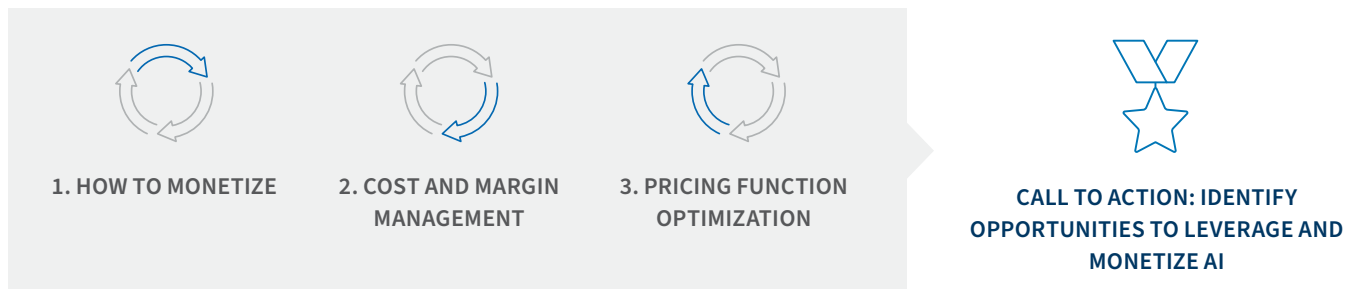 1. HOW TO MONETIZE
2. COST AND MARGIN
MANAGEMENT
3. PRICING FUNCTION
OPTIMIZATION
CALL TO ACTION: IDENTIFY
OPPORTUNITIES TO LEVERAGE AND
MONETIZE AI